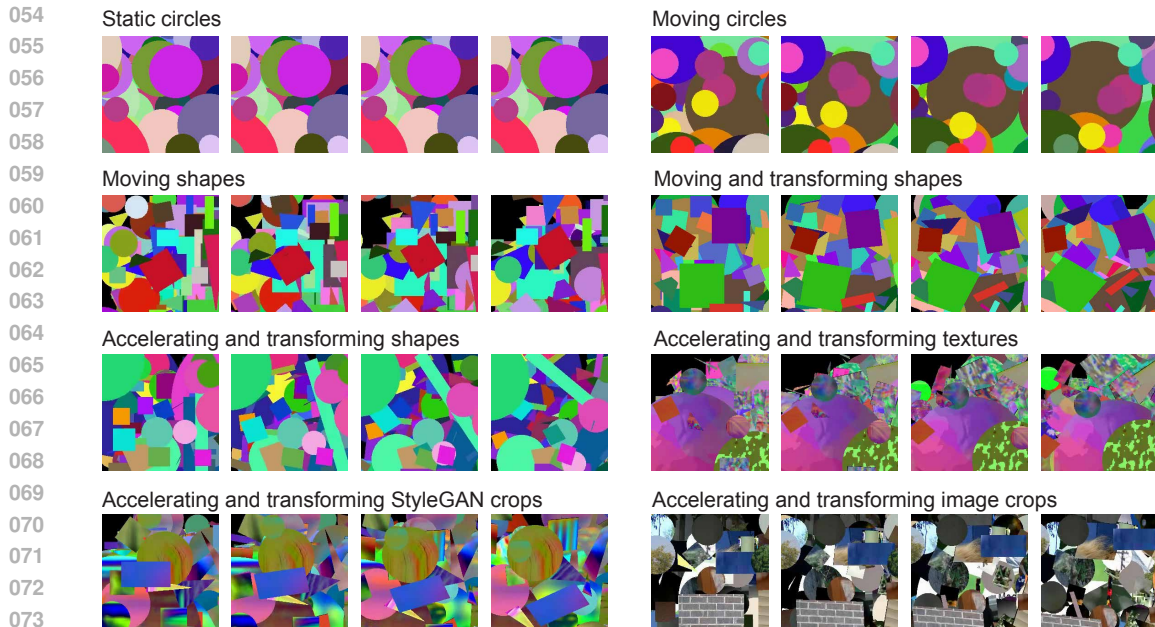 054
Static circles
Moving circles
055
056
057
058
059
Moving shapes
Moving and transforming shapes
060
061
062
063
064
Accelerating and transforming shapes
Accelerating and transforming textures
065
066
067
068
069
Accelerating and transforming StyleGAN crops
Accelerating and transforming image crops
070
071
072
073